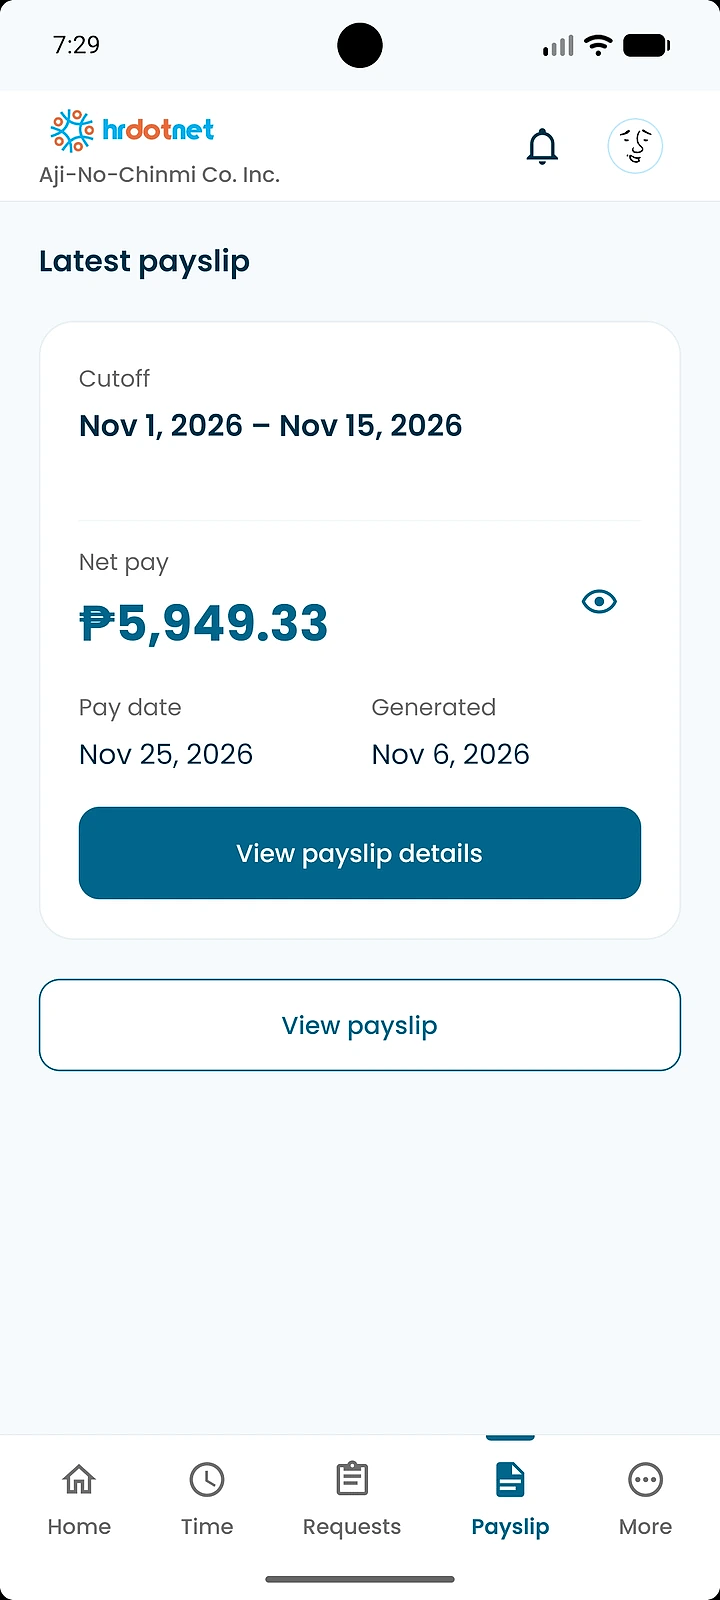 7:29
hrdotnet
Aji-No-Chinmi Co. Inc.
Latest payslip
Cutoff
Nov 1, 2026 – Nov 15, 2026
Net pay
₱5,949.33
Pay date
Generated
Nov 25, 2026
Nov 6, 2026
View payslip details
View payslip
Home
Time
Requests
Payslip
More